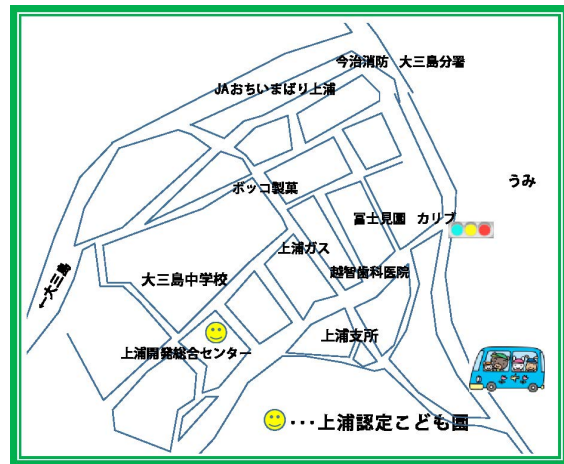 今治消防　大三島分署
JAおちいまばり上浦
うみ
ボッコ製菓
冨士見園　カリブ
上浦ガス
越智歯科医院
大三島中学校
←大三島
上浦支所
上浦開発総合センター
・・・上浦認定こども園